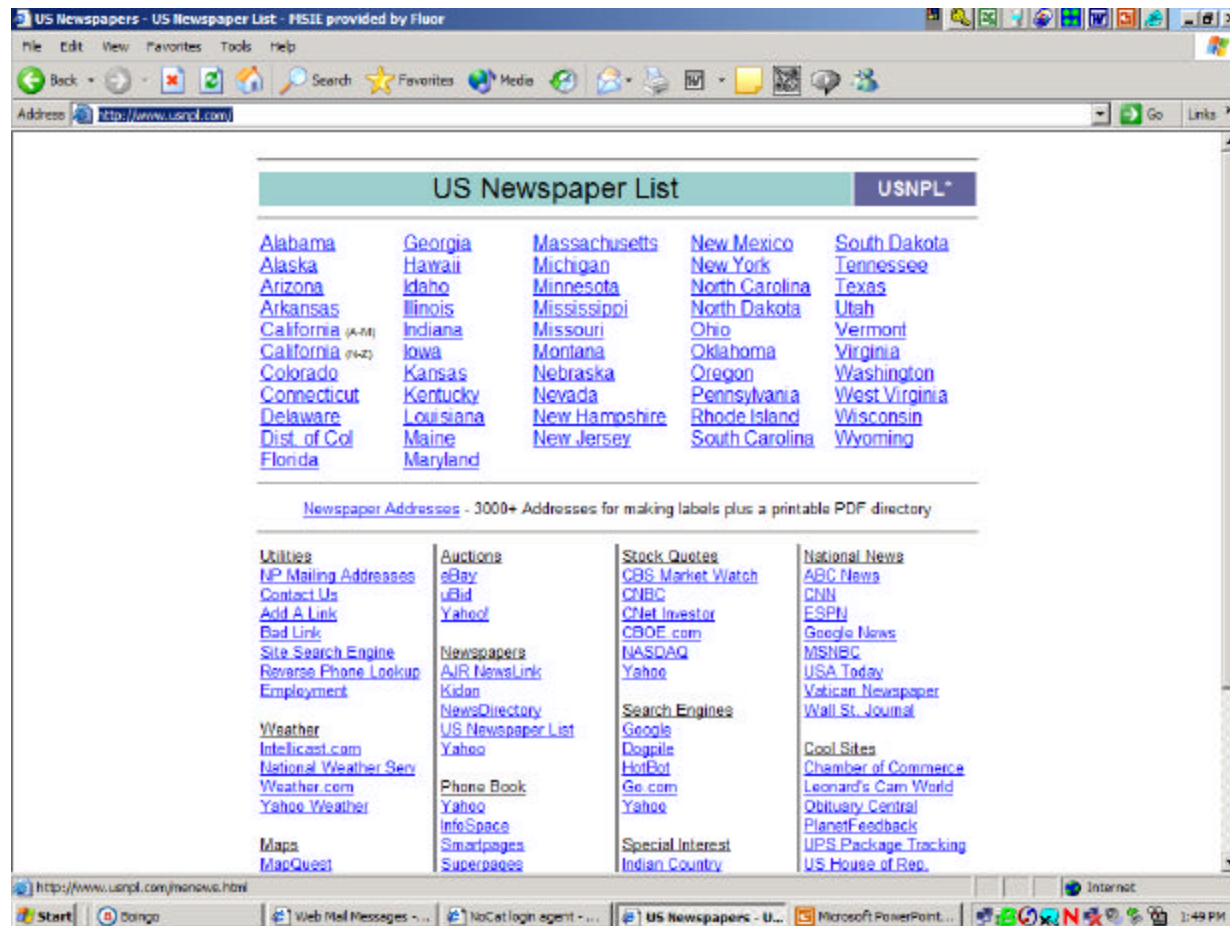 US Newspapers - US Newspaper List - MSIE provided by Fluor
File Edit View Favorites Tools Help
Back Search Favorites Media
Address http://www.usnpl.com/ Go Links
US Newspaper List USNPL
Alabama Georgia Massachusetts New Mexico South Dakota
Alaska Hawaii Michigan New York Tennessee
Arizona Idaho Minnesota North Carolina Texas
Arkansas Illinois Mississippi North Dakota Utah
California (A-M) Indiana Missouri Ohio Vermont
California (N-Z) Iowa Montana Oklahoma Virginia
Colorado Kansas Nebraska Oregon Washington
Connecticut Kentucky Nevada Pennsylvania West Virginia
Delaware Louisiana New Hampshire Rhode Island Wisconsin
Dist. of Col Maine New Jersey South Carolina Wyoming
Florida Maryland
Newspaper Addresses - 3000+ Addresses for making labels plus a printable PDF directory
Utilities
NP Mailing Addresses
Contact Us
Add A Link
Bad Link
Site Search Engine
Reverse Phone Lookup
Employment
Weather
Intellicast.com
National Weather Serv
Weather.com
Yahoo Weather
Maps
MapQuest
Auctions
eBay
uBid
Yahoo!
Newspapers
AJR NewsLink
Kidon
NewsDirectory
US Newspaper List
Yahoo
Phone Book
Yahoo
InfoSpace
Smartpages
Superpages
Stock Quotes
CBS Market Watch
CNBC
CNet Investor
CBOE.com
NASDAQ
Yahoo
Search Engines
Google
Dogpile
HotBot
Go.com
Yahoo
Special Interest
Indian Country
National News
ABC News
CNN
ESPN
Google News
MSNBC
USA Today
Vatican Newspaper
Wall St. Journal
Cool Sites
Chamber of Commerce
Leonard's Cam World
Obituary Central
PlanetFeedback
UPS Package Tracking
US House of Rep.
http://www.usnpl.com/menews.html Internet
Start Boingo Web Mail Messages -... NoCat login agent - ... US Newspapers - U... Microsoft PowerPoint... 1:49 PM